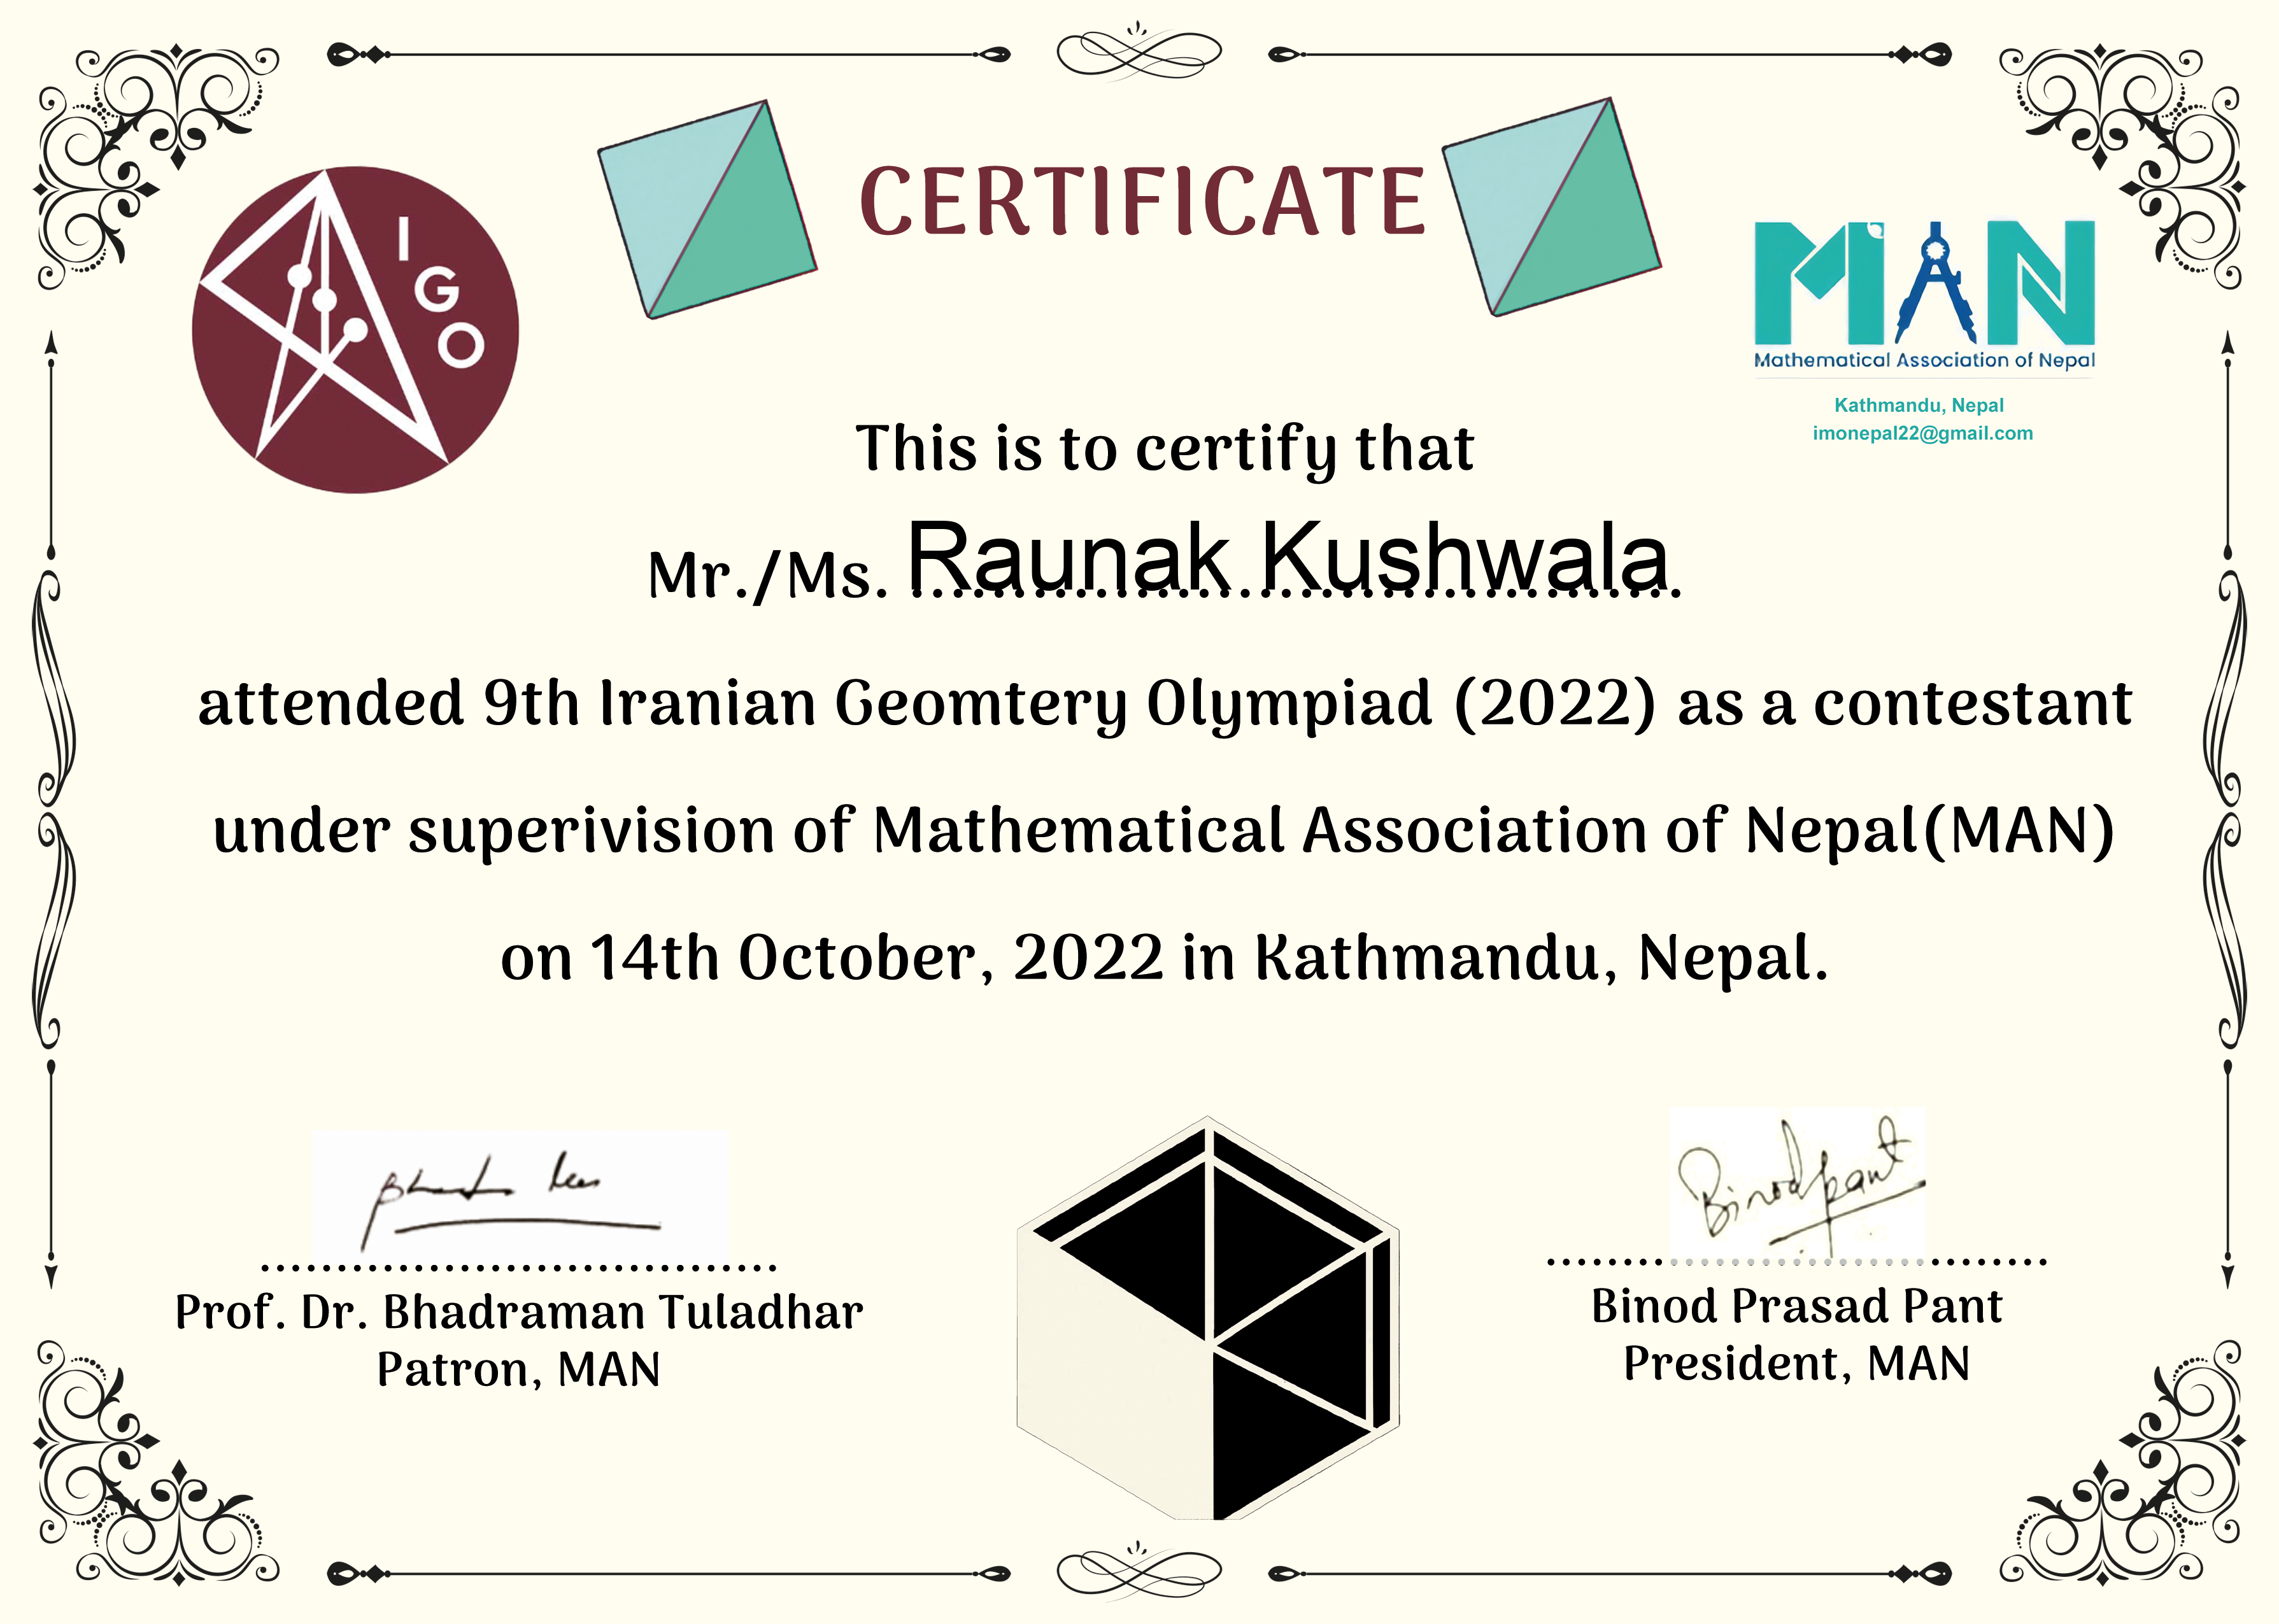 CERTIFICATE
I
G
O
MAN
Mathematical Association of Nepal
Kathmandu, Nepal
imonepal22@gmail.com
This is to certify that
Mr./Ms. Raunak Kushwala
attended 9th Iranian Geomtery Olympiad (2022) as a contestant
under superivision of Mathematical Association of Nepal(MAN)
on 14th October, 2022 in Kathmandu, Nepal.
Binod Pant
Prof. Dr. Bhadraman Tuladhar
Patron, MAN
Binod Prasad Pant
President, MAN